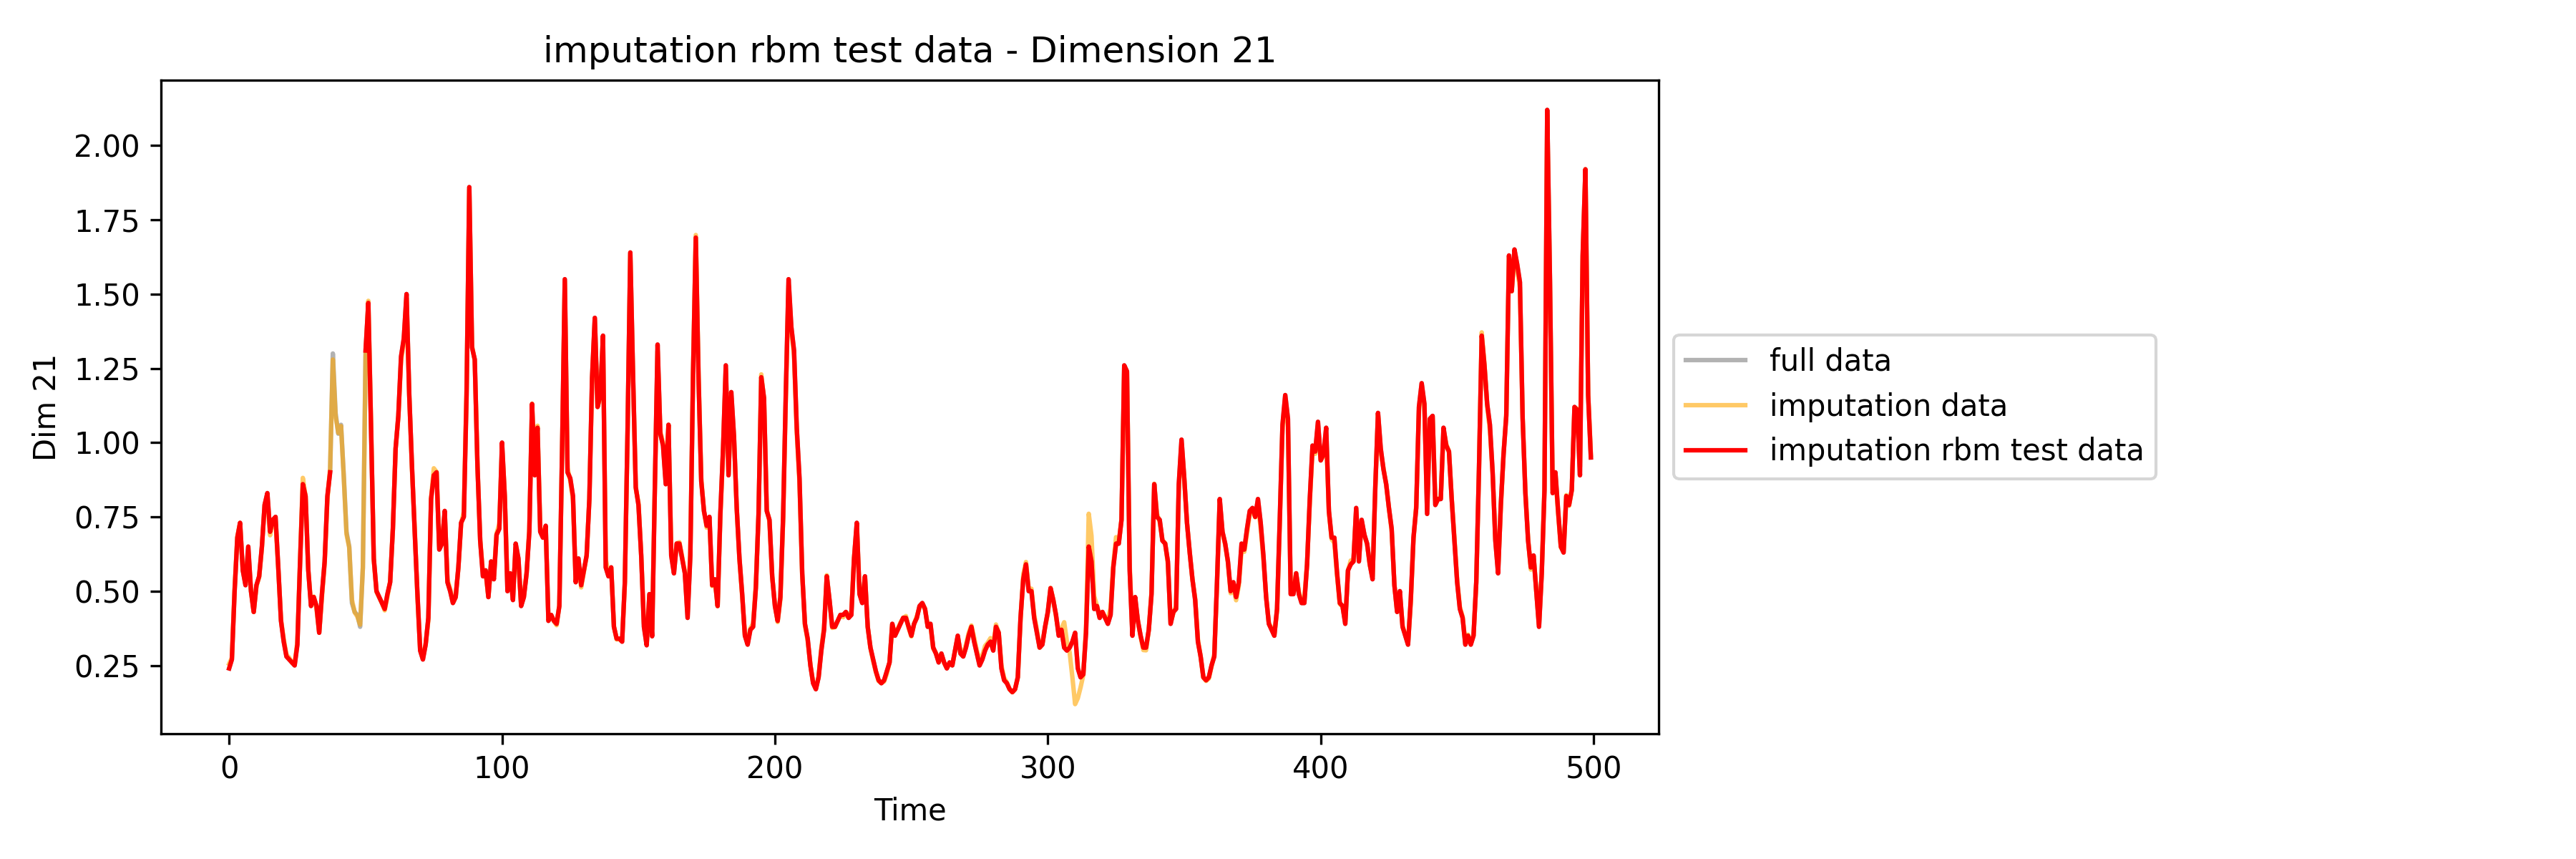 imputation rbm test data - Dimension 21
2.00
1.75
1.50
1.25
1.00
0.75
0.50
0.25
Dim 21
0 100 200 300 400 500
Time
full data
imputation data
imputation rbm test data